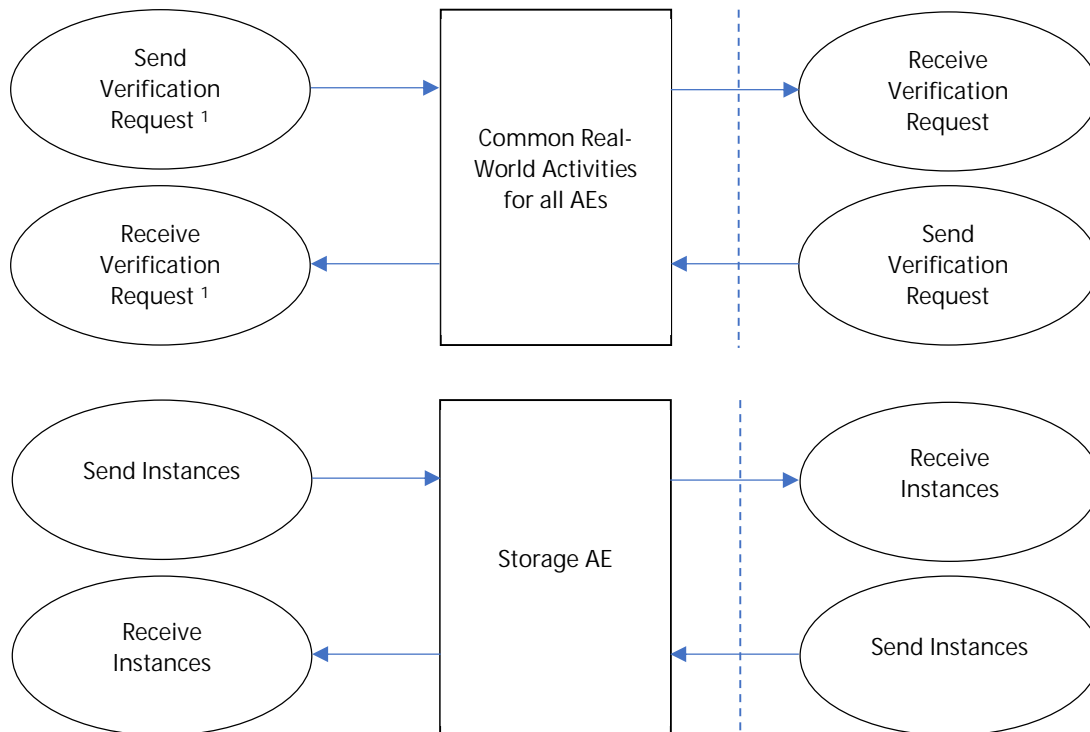 Send
Verification
Request ¹
Common Real-
World Activities
for all AEs
Receive
Verification
Request
Receive
Verification
Request ¹
Send
Verification
Request
Send Instances
Storage AE
Receive
Instances
Receive
Instances
Send Instances